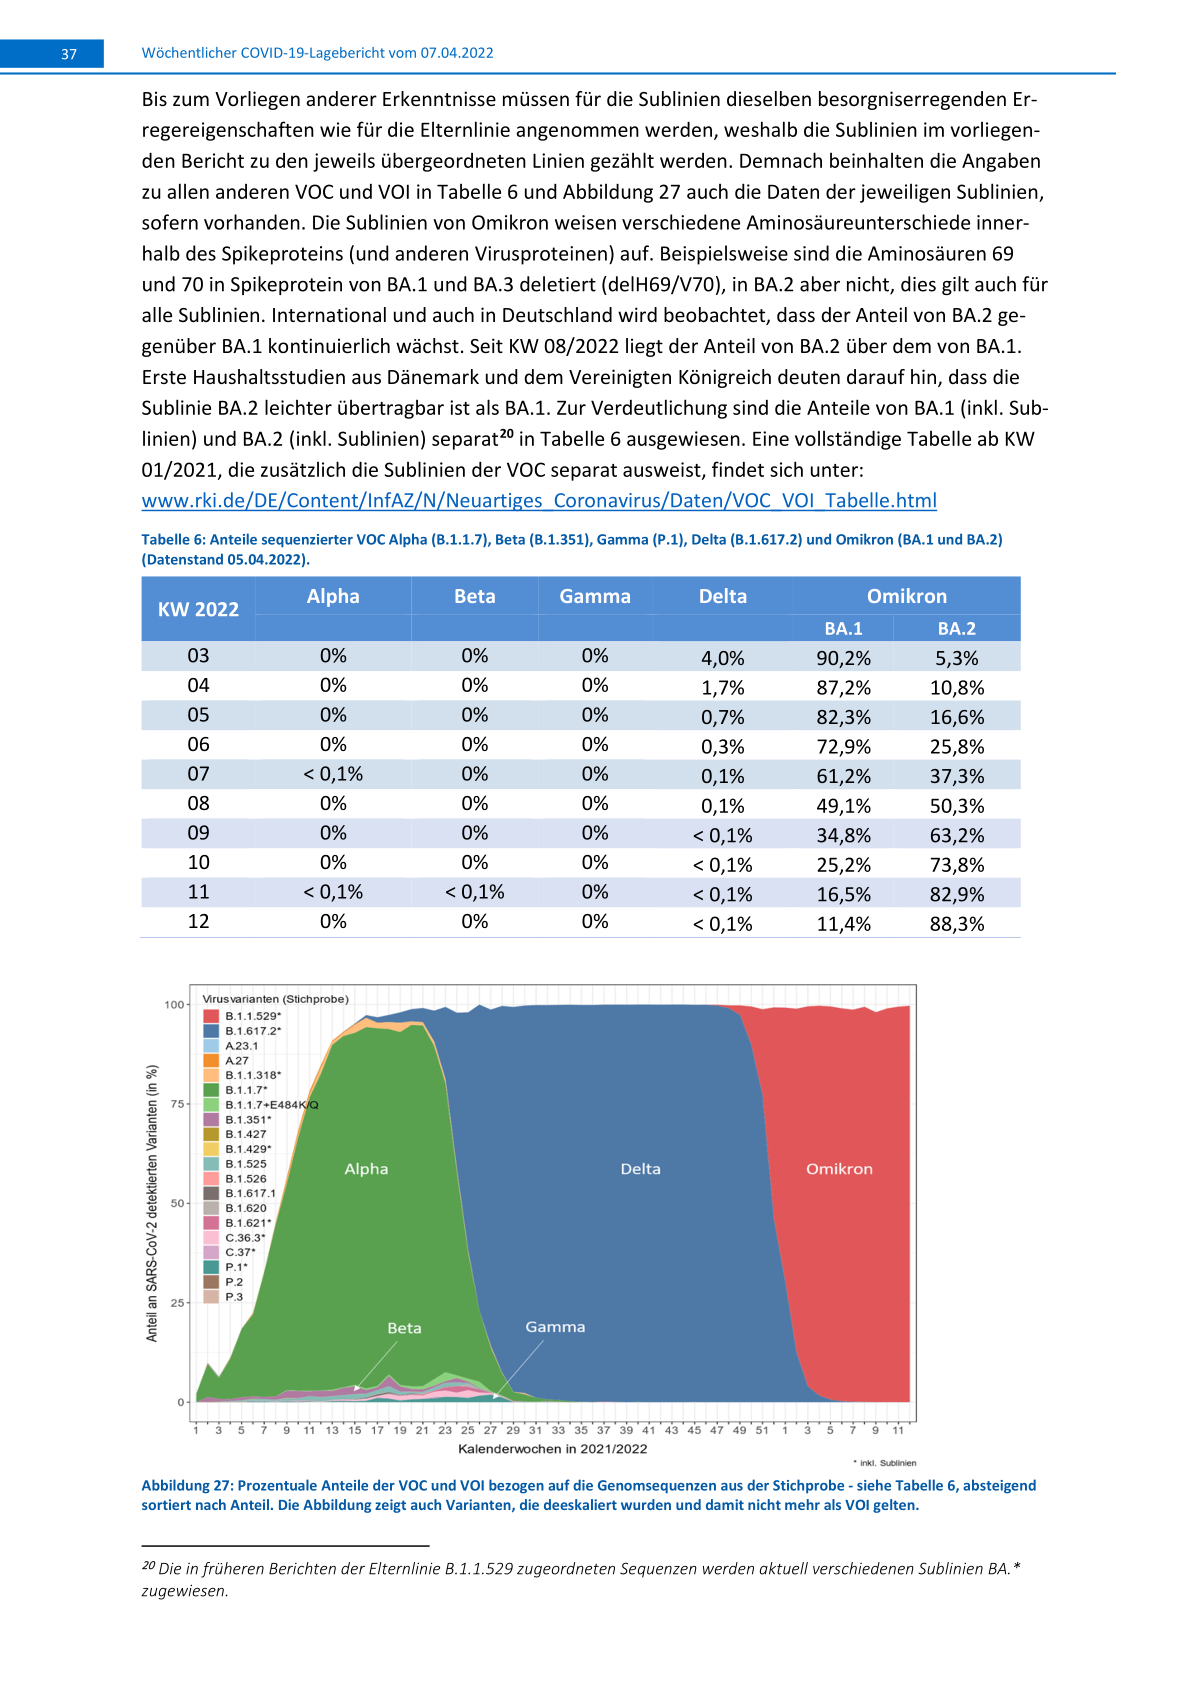 37
Wöchentlicher COVID-19-Lagebericht vom 07.04.2022
Bis zum Vorliegen anderer Erkenntnisse müssen für die Sublinien dieselben besorgniserregenden Er-
regereigenschaften wie für die Elternlinie angenommen werden, weshalb die Sublinien im vorliegen-
den Bericht zu den jeweils übergeordneten Linien gezählt werden. Demnach beinhalten die Angaben
zu allen anderen VOC und VOI in Tabelle 6 und Abbildung 27 auch die Daten der jeweiligen Sublinien,
sofern vorhanden. Die Sublinien von Omikron weisen verschiedene Aminosäureunterschiede inner-
halb des Spikeproteins (und anderen Virusproteinen) auf. Beispielsweise sind die Aminosäuren 69
und 70 in Spikeprotein von BA.1 und BA.3 deletiert (delH69/V70), in BA.2 aber nicht, dies gilt auch für
alle Sublinien. International und auch in Deutschland wird beobachtet, dass der Anteil von BA.2 ge-
genüber BA.1 kontinuierlich wächst. Seit KW 08/2022 liegt der Anteil von BA.2 über dem von BA.1.
Erste Haushaltsstudien aus Dänemark und dem Vereinigten Königreich deuten darauf hin, dass die
Sublinie BA.2 leichter übertragbar ist als BA.1. Zur Verdeutlichung sind die Anteile von BA.1 (inkl. Sub-
linien) und BA.2 (inkl. Sublinien) separat20 in Tabelle 6 ausgewiesen. Eine vollständige Tabelle ab KW
01/2021, die zusätzlich die Sublinien der VOC separat ausweist, findet sich unter:
www.rki.de/DE/Content/InfAZ/N/Neuartiges_Coronavirus/Daten/VOC_VOI_Tabelle.html
Tabelle 6: Anteile sequenzierter VOC Alpha (B.1.1.7), Beta (B.1.351), Gamma (P.1), Delta (B.1.617.2) und Omikron (BA.1 und BA.2)
(Datenstand 05.04.2022).
KW 2022 Alpha Beta Gamma Delta Omikron
BA.1 BA.2
03 0% 0% 0% 4,0% 90,2% 5,3%
04 0% 0% 0% 1,7% 87,2% 10,8%
05 0% 0% 0% 0,7% 82,3% 16,6%
06 0% 0% 0% 0,3% 72,9% 25,8%
07 < 0,1% 0% 0% 0,1% 61,2% 37,3%
08 0% 0% 0% 0,1% 49,1% 50,3%
09 0% 0% 0% < 0,1% 34,8% 63,2%
10 0% 0% 0% < 0,1% 25,2% 73,8%
11 < 0,1% < 0,1% 0% < 0,1% 16,5% 82,9%
12 0% 0% 0% < 0,1% 11,4% 88,3%
Anteil an SARS-CoV-2 detektierten Varianten (in %)
100
75
50
25
0
Virusvarianten (Stichprobe)
B.1.1.529*
B.1.617.2*
A.23.1
A.27
B.1.1.318*
B.1.1.7*
B.1.1.7+E484K/Q
B.1.351*
B.1.427
B.1.429*
B.1.525
B.1.526
B.1.617.1
B.1.620
B.1.621*
C.36.3*
C.37*
P.1*
P.2
P.3
Alpha
Delta
Omikron
Beta
Gamma
1 3 5 7 9 11 13 15 17 19 21 23 25 27 29 31 33 35 37 39 41 43 45 47 49 51 1 3 5 7 9 11
Kalenderwochen in 2021/2022
* inkl. Sublinien
Abbildung 27: Prozentuale Anteile der VOC und VOI bezogen auf die Genomsequenzen aus der Stichprobe - siehe Tabelle 6, absteigend
sortiert nach Anteil. Die Abbildung zeigt auch Varianten, die deeskaliert wurden und damit nicht mehr als VOI gelten.
20 Die in früheren Berichten der Elternlinie B.1.1.529 zugeordneten Sequenzen werden aktuell verschiedenen Sublinien BA.*
zugewiesen.